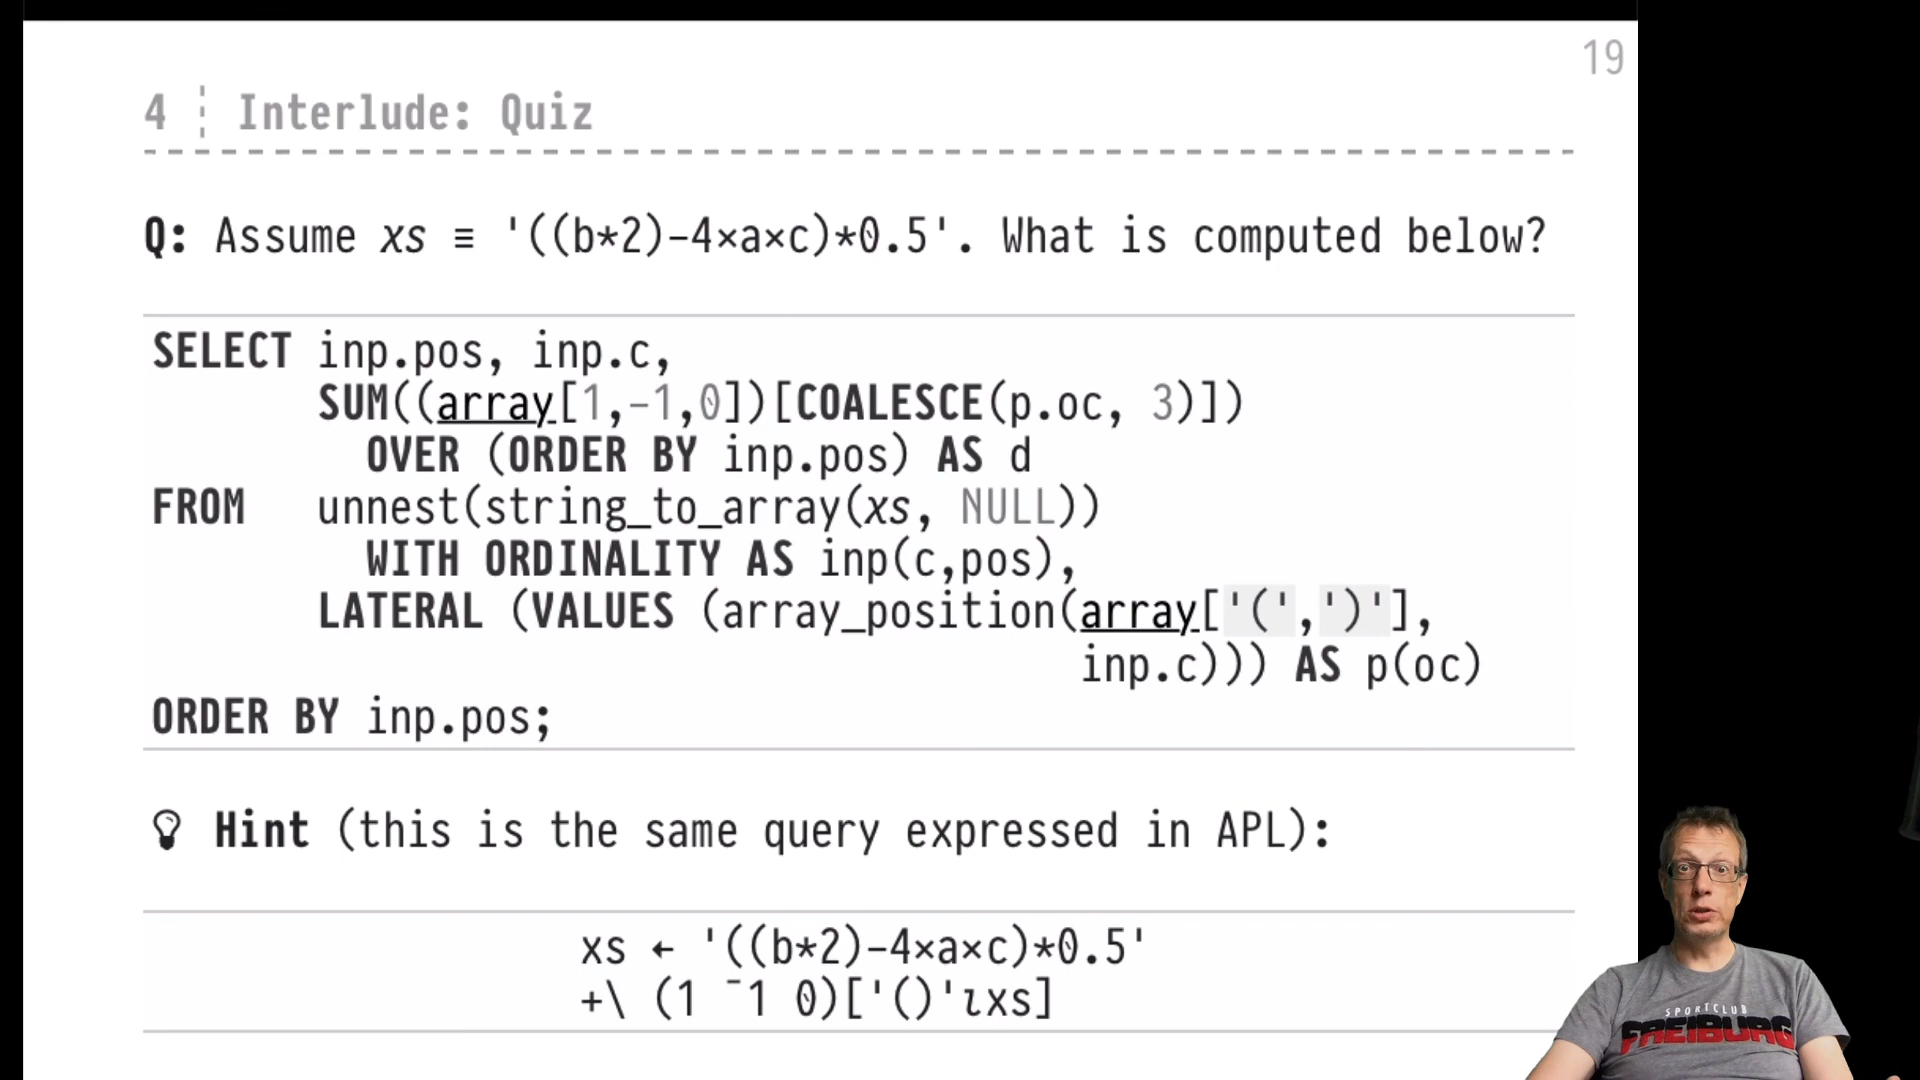 19
4 Interlude: Quiz
Q: Assume xs ≡ '((b*2)-4×a×c)*0.5'. What is computed below?
SELECT inp.pos, inp.c,
SUM((array[1,-1,0])[COALESCE(p.oc, 3)])
OVER (ORDER BY inp.pos) AS d
FROM unnest(string_to_array(xs, NULL))
WITH ORDINALITY AS inp(c,pos),
LATERAL (VALUES (array_position(array['(',')'],
inp.c))) AS p(oc)
ORDER BY inp.pos;
Hint (this is the same query expressed in APL):
xs ← '((b*2)-4×a×c)*0.5'
+\ (1 ¯1 0)['()'⍳xs]
SPORTCLUB
FREIBURG